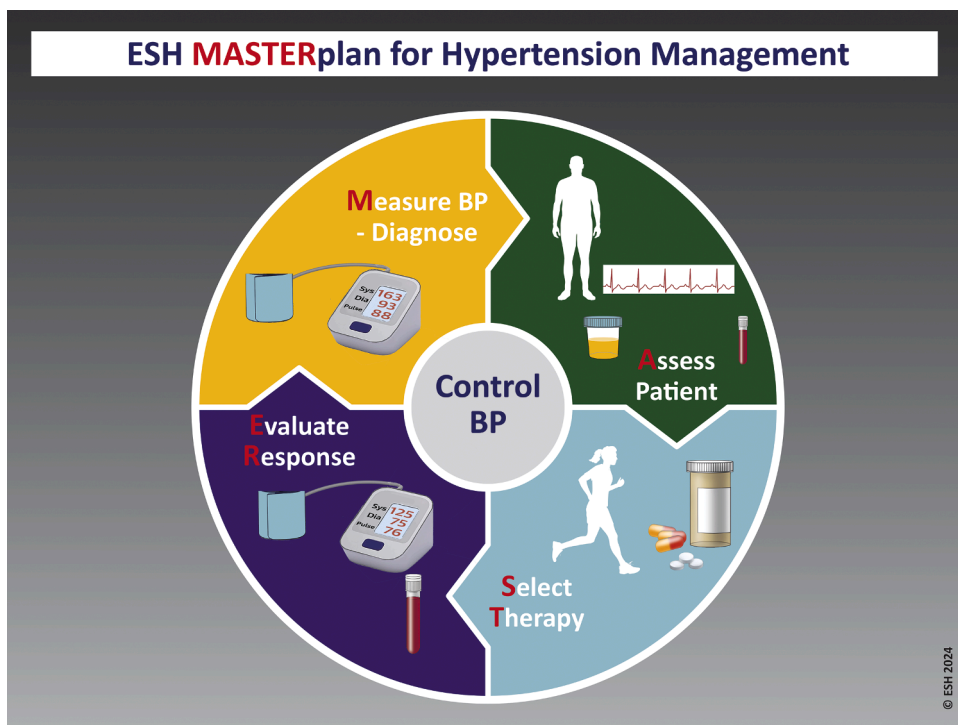 ESH MASTERplan for Hypertension Management
Measure BP
- Diagnose
Sys 163
Dia 93
Pulse 88
Assess
Patient
Control
BP
Evaluate
Response
Sys 125
Dia 75
Pulse 76
Select
Therapy
© ESH 2024